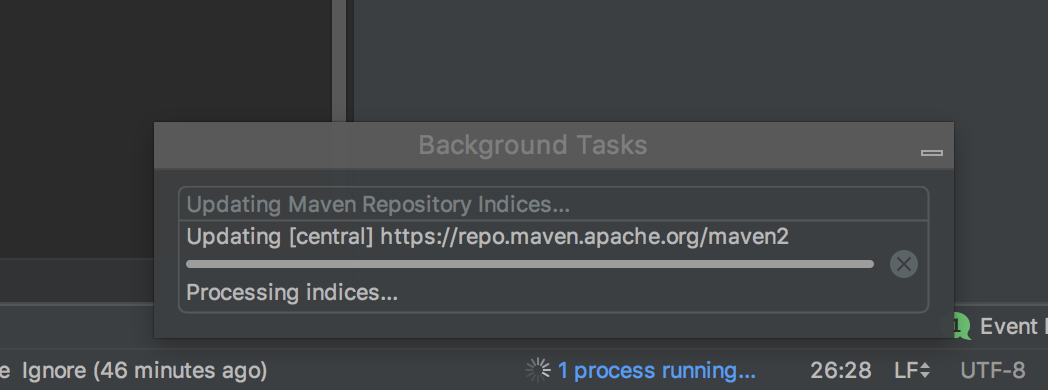 Background Tasks
Updating Maven Repository Indices...
Updating [central] https://repo.maven.apache.org/maven2
Processing indices...
1 Event
e Ignore (46 minutes ago) 1 process running... 26:28 LF UTF-8